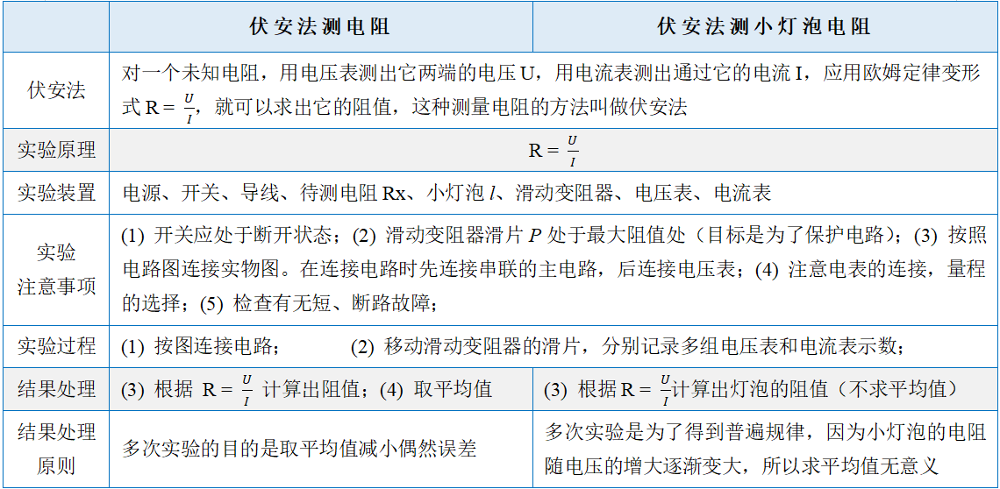 伏安法测电阻
伏安法测小灯泡电阻
伏安法
对一个未知电阻，用电压表测出它两端的电压 U，用电流表测出通过它的电流 I，应用欧姆定律变形
式 R = U/I，就可以求出它的阻值，这种测量电阻的方法叫做伏安法
实验原理
R = U/I
实验装置
电源、开关、导线、待测电阻 Rx、小灯泡 l、滑动变阻器、电压表、电流表
实验
注意事项
(1) 开关应处于断开状态；(2) 滑动变阻器滑片 P 处于最大阻值处（目标是为了保护电路）；(3) 按照
电路图连接实物图。在连接电路时先连接串联的主电路，后连接电压表；(4) 注意电表的连接，量程
的选择；(5) 检查有无短、断路故障；
实验过程
(1) 按图连接电路； (2) 移动滑动变阻器的滑片，分别记录多组电压表和电流表示数；
结果处理
(3) 根据 R = U/I 计算出阻值；(4) 取平均值
(3) 根据 R = U/I计算出灯泡的阻值（不求平均值）
结果处理
原则
多次实验的目的是取平均值减小偶然误差
多次实验是为了得到普遍规律，因为小灯泡的电阻
随电压的增大逐渐变大，所以求平均值无意义